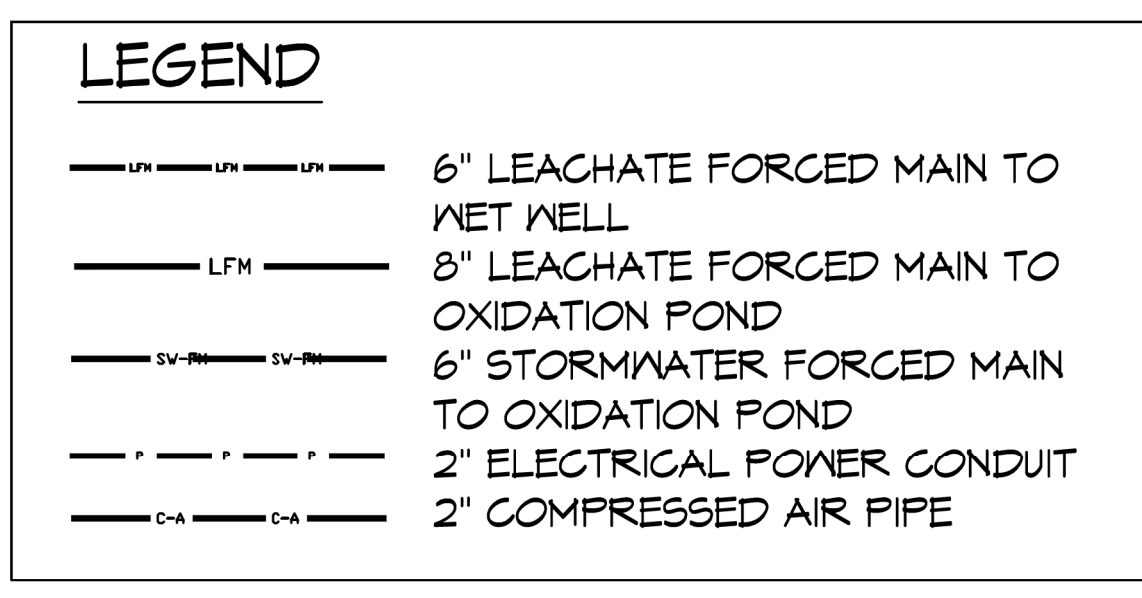 LEGEND
LFM LFM LFM 6" LEACHATE FORCED MAIN TO
WET WELL
LFM 8" LEACHATE FORCED MAIN TO
OXIDATION POND
SW-FM SW-FM 6" STORMWATER FORCED MAIN
TO OXIDATION POND
P P P 2" ELECTRICAL POWER CONDUIT
C-A C-A 2" COMPRESSED AIR PIPE